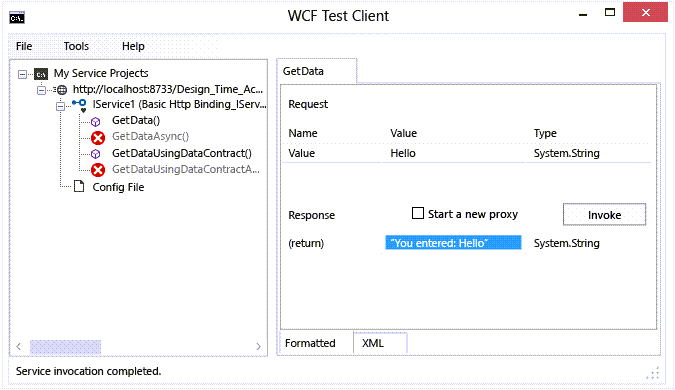 C:\.
WCF Test Client
File Tools Help
My Service Projects
http://localhost:8733/Design_Time_Ac...
IService1 (Basic Http Binding_IServ...
GetData()
GetDataAsync()
GetDataUsingDataContract()
GetDataUsingDataContractA...
Config File
GetData
Request
Name Value Type
Value Hello System.String
Response Start a new proxy Invoke
(return) "You entered: Hello" System.String
Formatted XML
Service invocation completed.